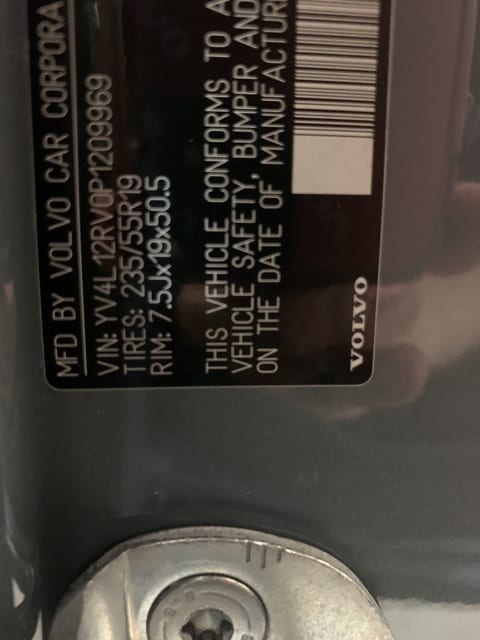 MFD BY VOLVO CAR CORPORA
VIN: YV4L12RV0P1209969
TIRES: 235/55R19
RIM: 7.5Jx19x50.5
THIS VEHICLE CONFORMS TO A
VEHICLE SAFETY, BUMPER AND
ON THE DATE OF MANUFACTUR
VOLVO